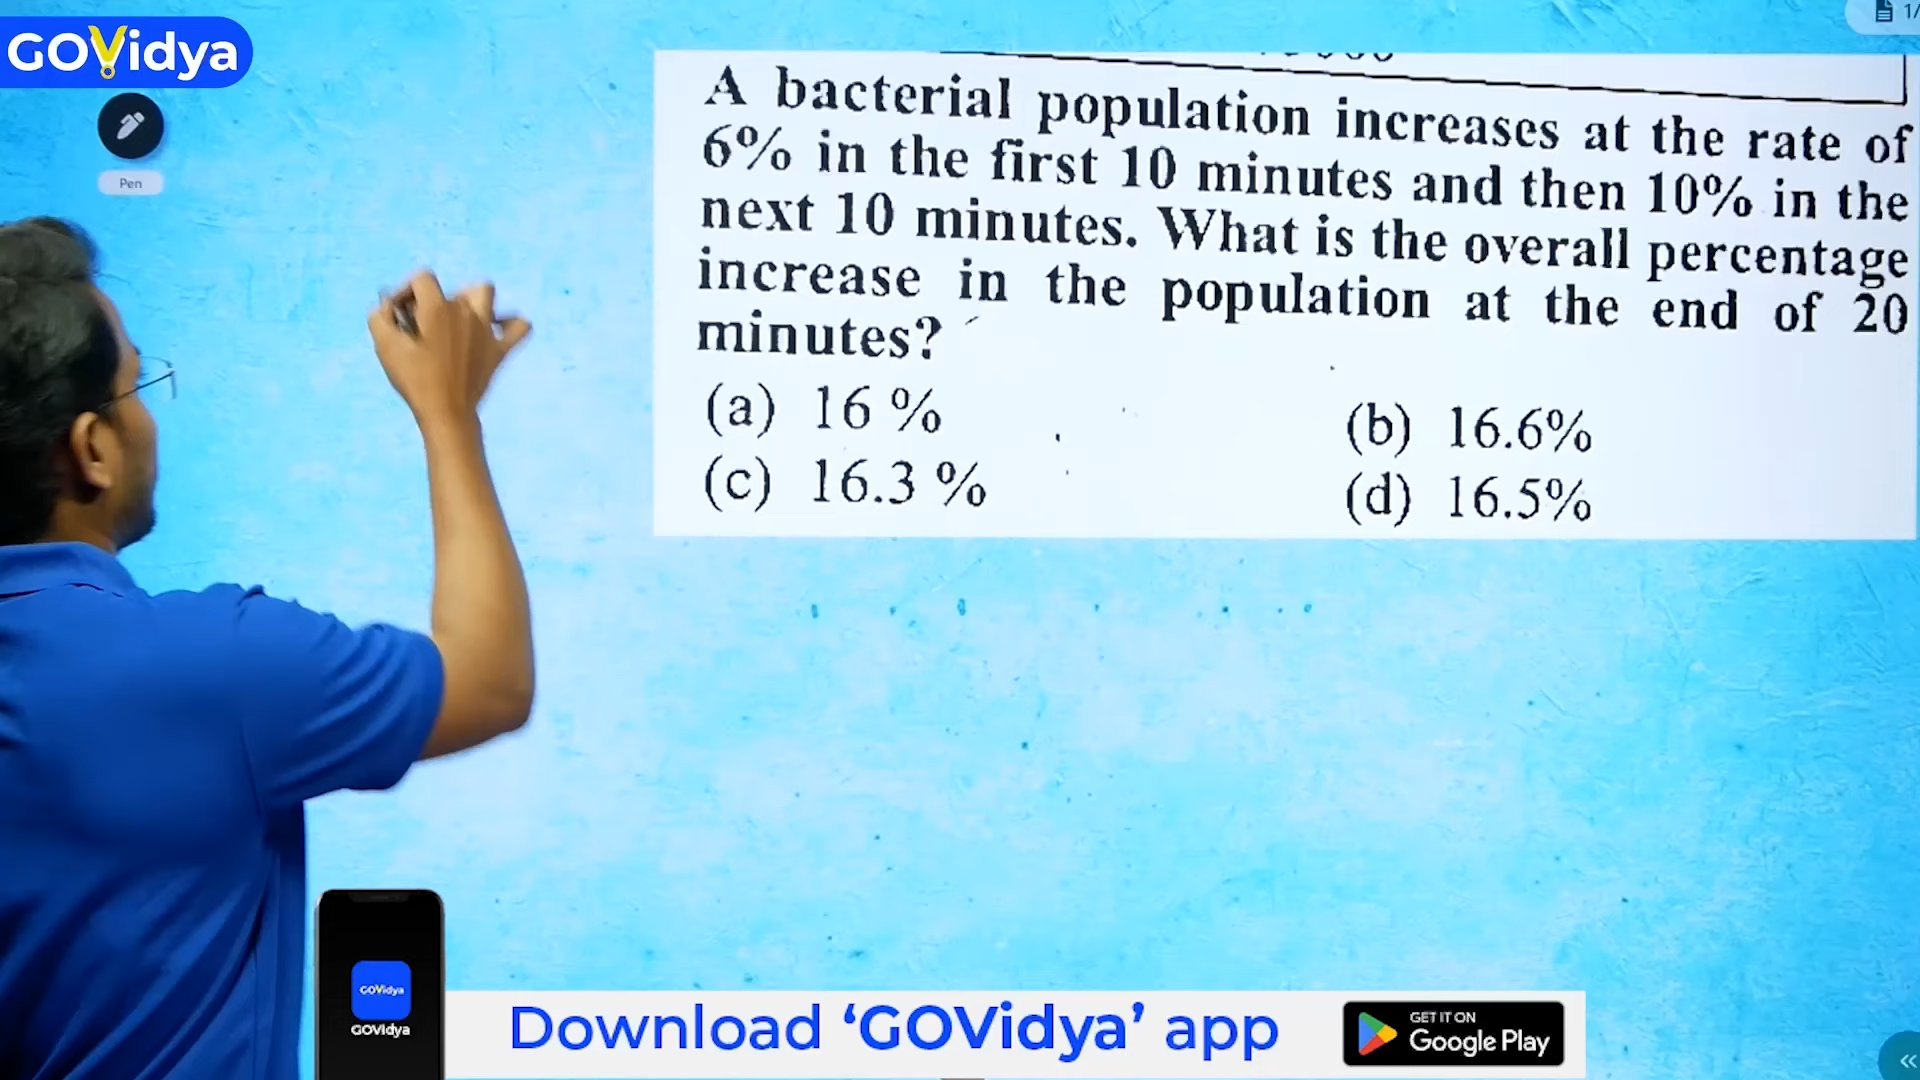 GOVidya
1/
Pen
A bacterial population increases at the rate of
6% in the first 10 minutes and then 10% in the
next 10 minutes. What is the overall percentage
increase in the population at the end of 20
minutes?
(a) 16 % (b) 16.6%
(c) 16.3 % (d) 16.5%
GOVidya
GOVidya
Download ‘GOVidya’ app
GET IT ON
Google Play